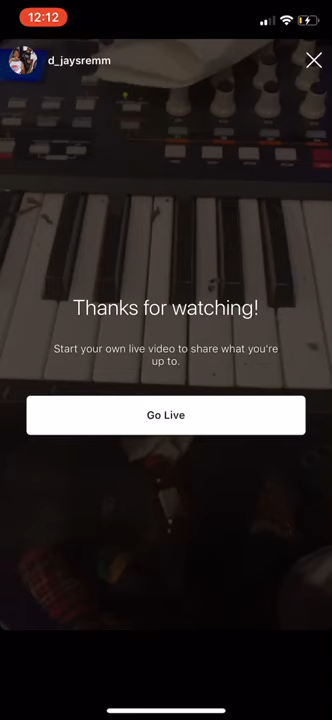 12:12
d_jaysremm
Thanks for watching!
Start your own live video to share what you're
up to.
Go Live